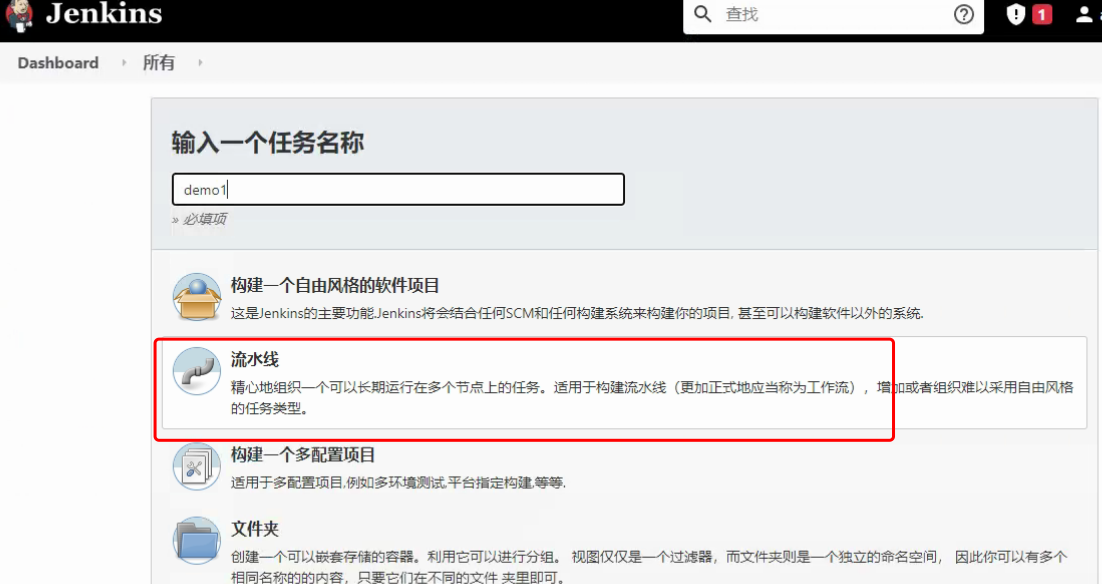 Jenkins
查找
1
Dashboard
所有
输入一个任务名称
demo1
» 必填项
构建一个自由风格的软件项目
这是Jenkins的主要功能.Jenkins将会结合任何SCM和任何构建系统来构建你的项目, 甚至可以构建软件以外的系统.
流水线
精心地组织一个可以长期运行在多个节点上的任务。适用于构建流水线（更加正式地应当称为工作流），增加或者组织难以采用自由风格
的任务类型。
构建一个多配置项目
适用于多配置项目,例如多环境测试,平台指定构建,等等.
文件夹
创建一个可以嵌套存储的容器。利用它可以进行分组。 视图仅仅是一个过滤器，而文件夹则是一个独立的命名空间， 因此你可以有多个
相同名称的的内容，只要它们在不同的文件 夹里即可。